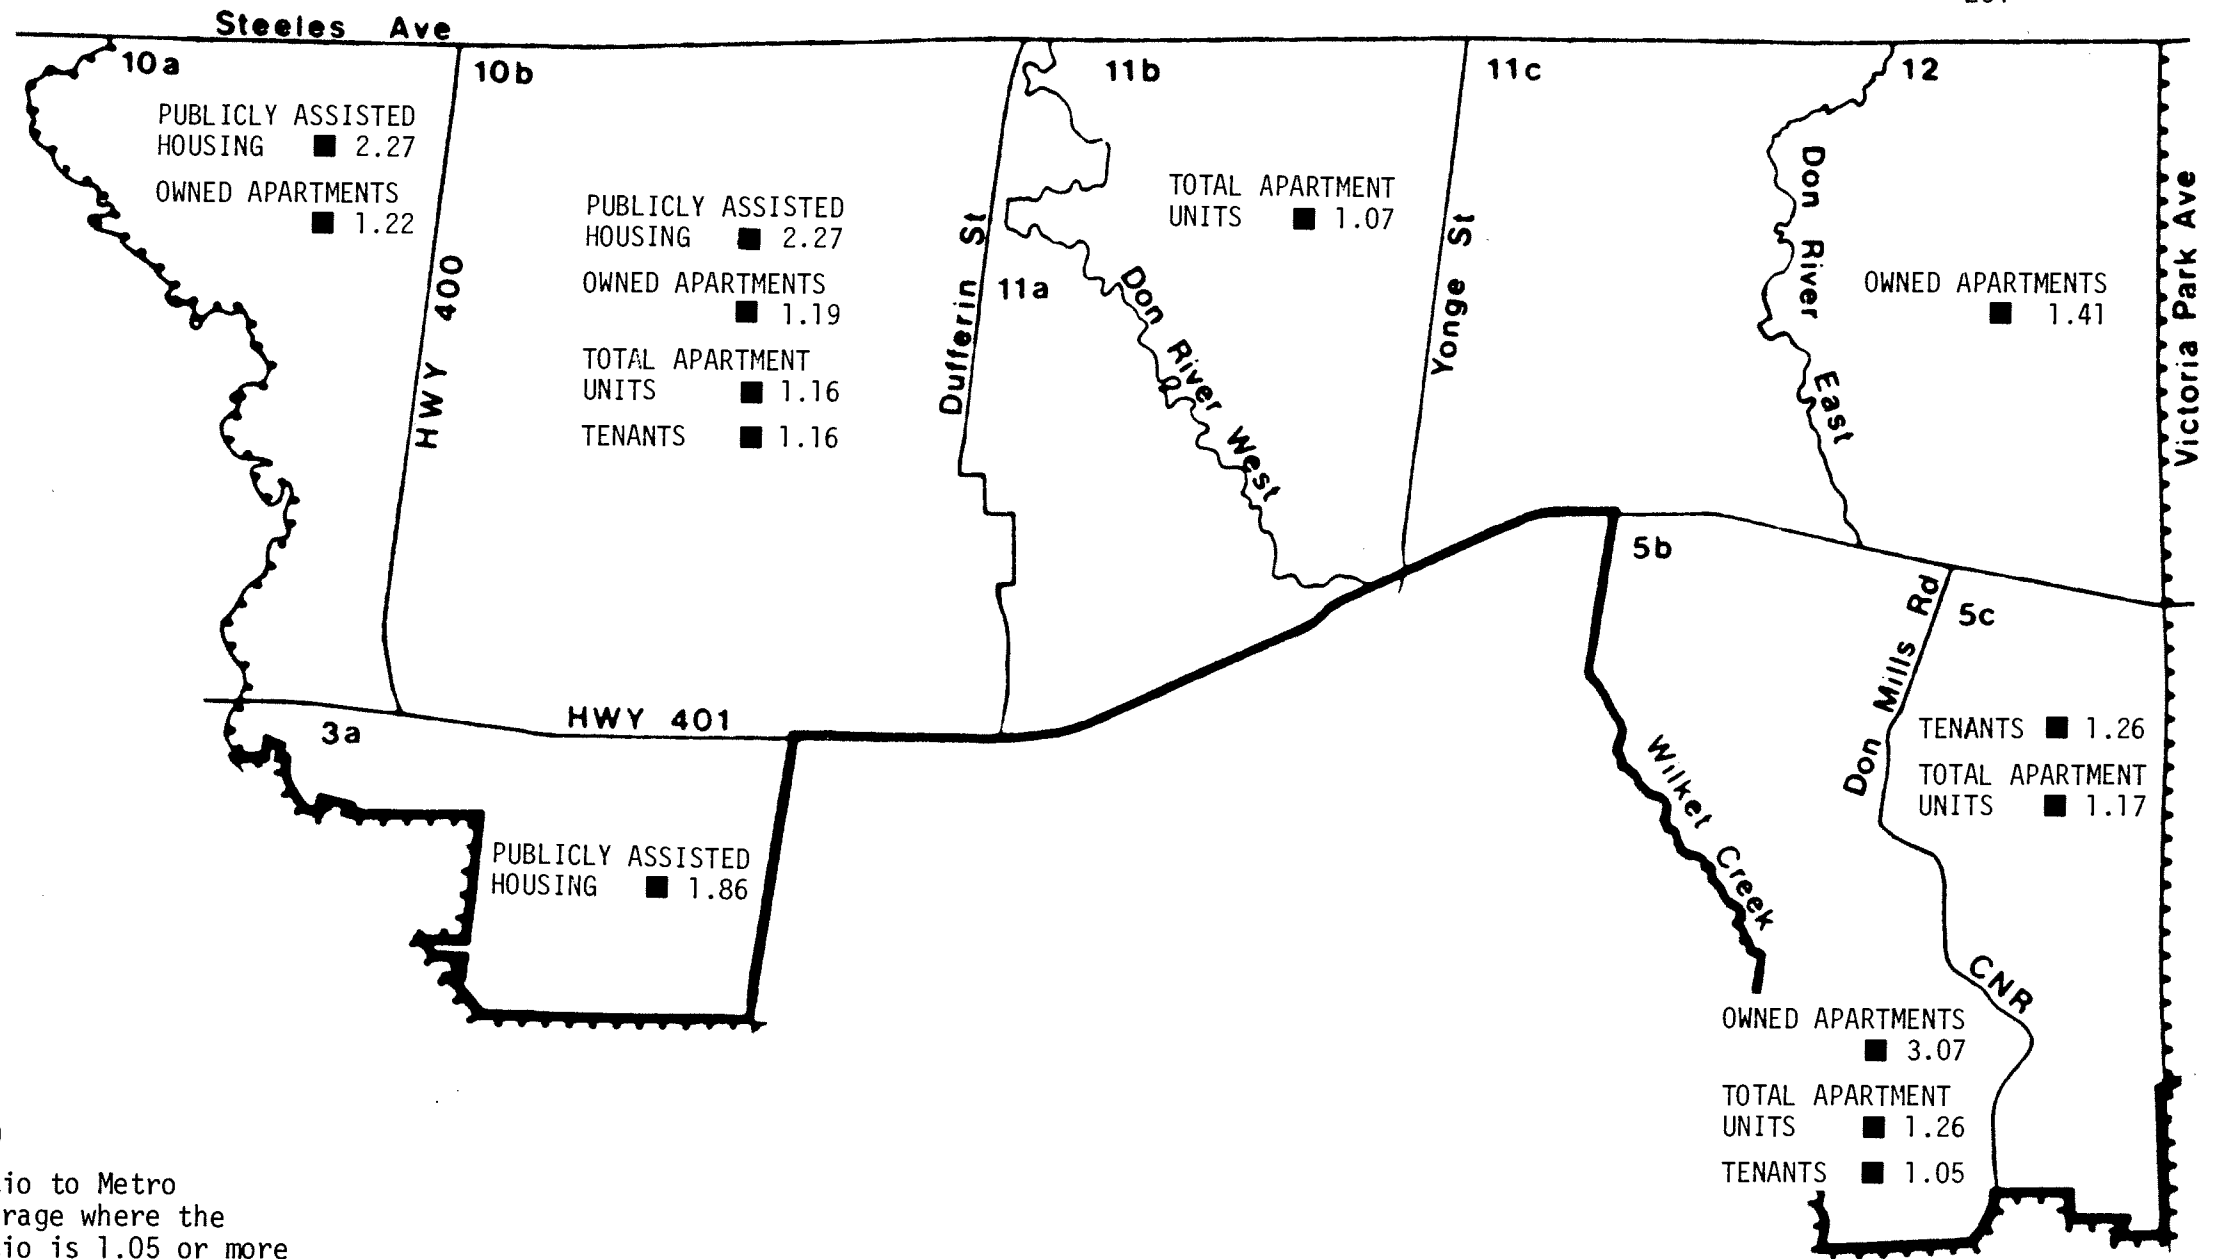 Steeles Ave
10a
10b
11b
11c
12
PUBLICLY ASSISTED
HOUSING ■ 2.27
OWNED APARTMENTS
■ 1.22
HWY 400
PUBLICLY ASSISTED
HOUSING ■ 2.27
OWNED APARTMENTS
■ 1.19
TOTAL APARTMENT
UNITS ■ 1.16
TENANTS ■ 1.16
Dufferin St
11a
Don River West
TOTAL APARTMENT
UNITS ■ 1.07
Yonge St
Don River East
OWNED APARTMENTS
■ 1.41
Victoria Park Ave
HWY 401
3a
PUBLICLY ASSISTED
HOUSING ■ 1.86
5b
Wilket Creek
Don Mills Rd
5c
TENANTS ■ 1.26
TOTAL APARTMENT
UNITS ■ 1.17
CNR
OWNED APARTMENTS
■ 3.07
TOTAL APARTMENT
UNITS ■ 1.26
TENANTS ■ 1.05
io to Metro
rage where the
io is 1.05 or more